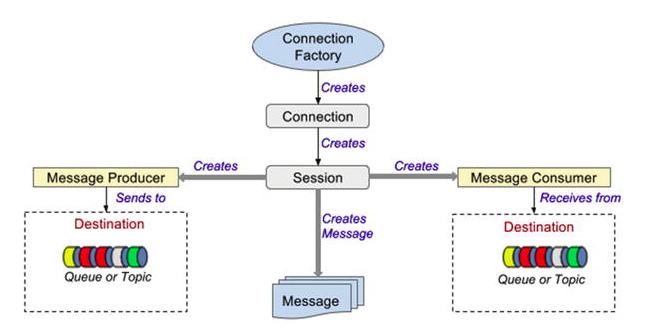 Connection
Factory
Creates
Connection
Creates
Creates
Creates
Message Producer
Session
Message Consumer
Sends to
Creates
Message
Receives from
Destination
Destination
Queue or Topic
Queue or Topic
Message